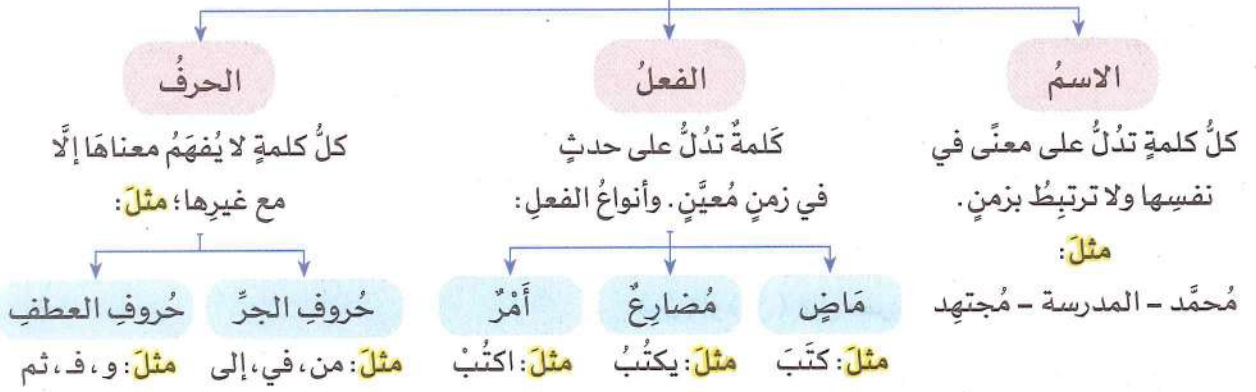 الاسمُ
كلُّ كلمةٍ تدُلُّ على معنًى في
نفسِها ولا ترتبِطُ بزمنٍ.
مثلَ:
مُحمَّد – المدرسة – مُجتهِد
الفعلُ
كَلمةٌ تدُلُّ على حدثٍ
في زمنٍ مُعيَّنٍ. وأنواعُ الفعلِ:
مَاضٍ
مثلَ: كتَبَ
مُضارِعٌ
مثلَ: يكتُبُ
أَمْرٌ
مثلَ: اكتُبْ
الحرفُ
كلُّ كلمةٍ لا يُفهَمُ معناهَا إلَّا
مع غيرِها؛ مثلَ:
حُروفِ الجرِّ
مثلَ: من، في، إلى
حُروفِ العطفِ
مثلَ: و، فـ، ثم